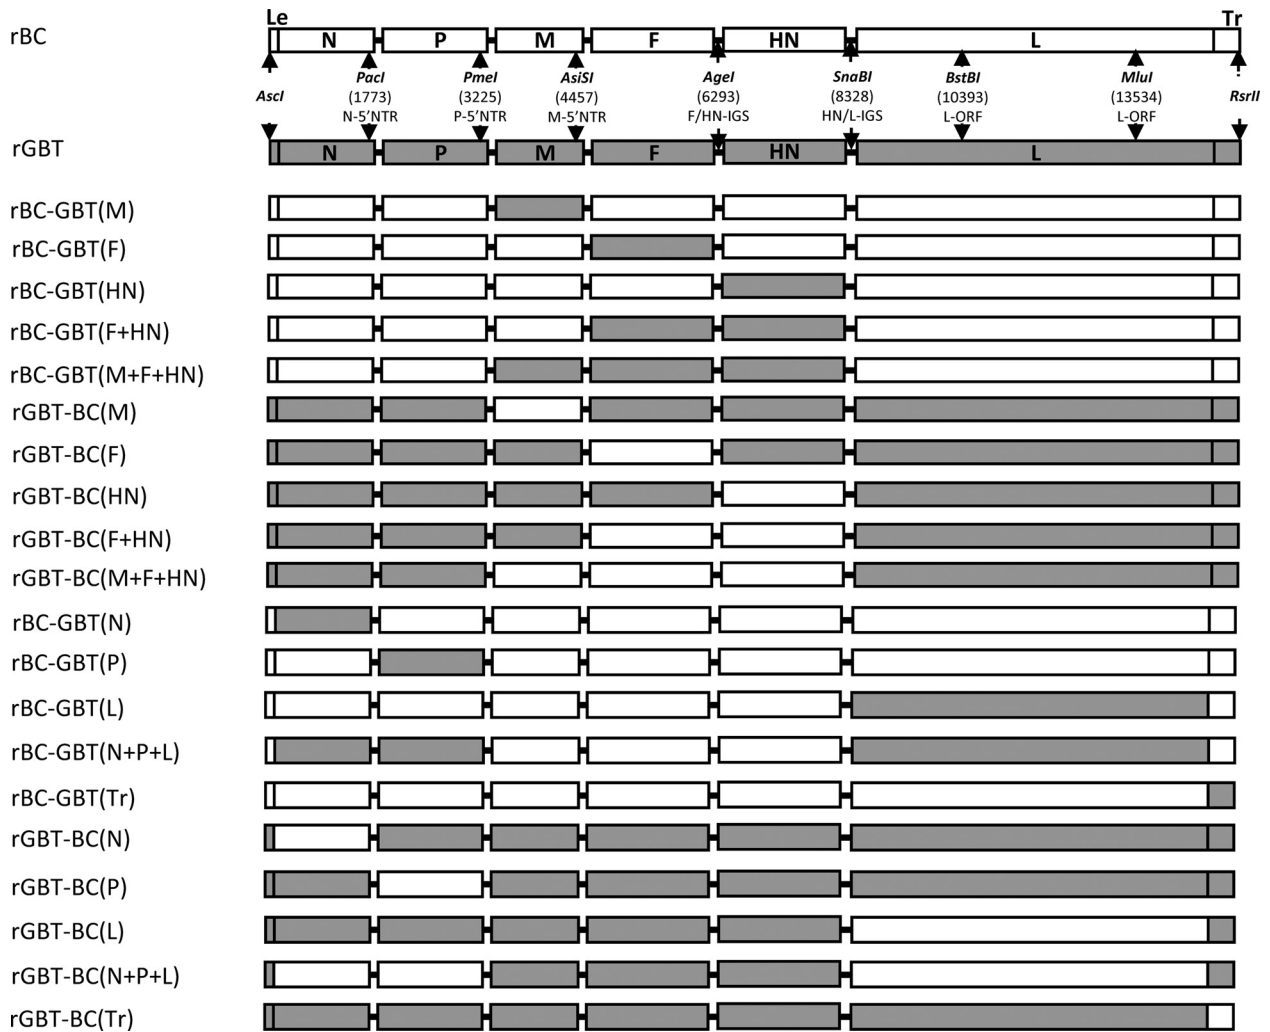 Le Tr
rBC N P M F HN L
PacI PmeI AsiSI AgeI SnaBI BstBI MluI
AscI (1773) (3225) (4457) (6293) (8328) (10393) (13534) RsrII
N-5’NTR P-5’NTR M-5’NTR F/HN-IGS HN/L-IGS L-ORF L-ORF
rGBT N P M F HN L
rBC-GBT(M)
rBC-GBT(F)
rBC-GBT(HN)
rBC-GBT(F+HN)
rBC-GBT(M+F+HN)
rGBT-BC(M)
rGBT-BC(F)
rGBT-BC(HN)
rGBT-BC(F+HN)
rGBT-BC(M+F+HN)
rBC-GBT(N)
rBC-GBT(P)
rBC-GBT(L)
rBC-GBT(N+P+L)
rBC-GBT(Tr)
rGBT-BC(N)
rGBT-BC(P)
rGBT-BC(L)
rGBT-BC(N+P+L)
rGBT-BC(Tr)